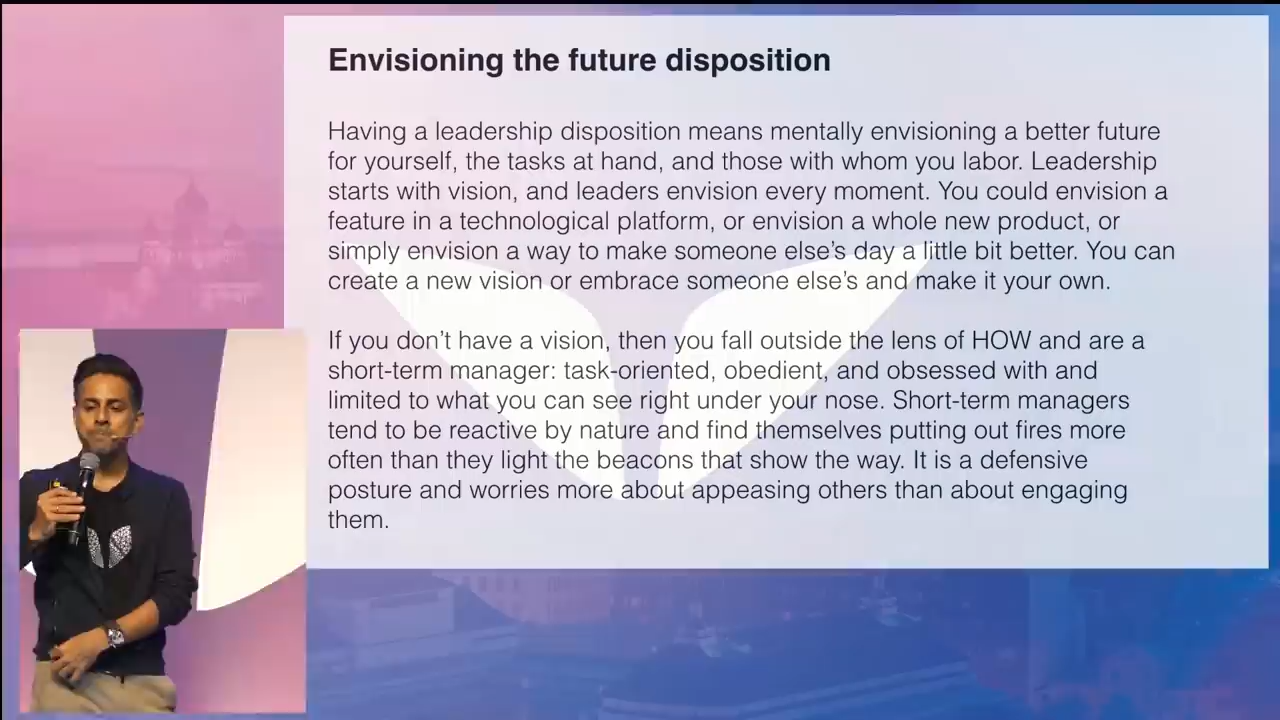 Envisioning the future disposition
Having a leadership disposition means mentally envisioning a better future
for yourself, the tasks at hand, and those with whom you labor. Leadership
starts with vision, and leaders envision every moment. You could envision a
feature in a technological platform, or envision a whole new product, or
simply envision a way to make someone else’s day a little bit better. You can
create a new vision or embrace someone else’s and make it your own.
If you don’t have a vision, then you fall outside the lens of HOW and are a
short-term manager: task-oriented, obedient, and obsessed with and
limited to what you can see right under your nose. Short-term managers
tend to be reactive by nature and find themselves putting out fires more
often than they light the beacons that show the way. It is a defensive
posture and worries more about appeasing others than about engaging
them.